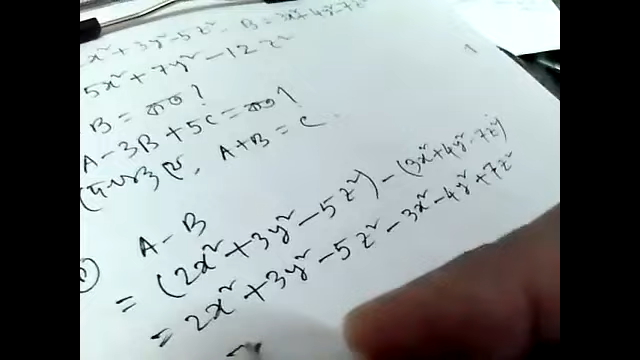 x² + 3y² - 5z² - B = 3x² + 4y² - 7z²
5x² + 7y² - 12z²
B = কত ?
A - 3B + 5C = কত ?
দেখাও যে, A + B = C.
A - B
= (2x² + 3y² - 5z²) - (3x² + 4y² - 7z²)
= 2x² + 3y² - 5z² - 3x² - 4y² + 7z²
=